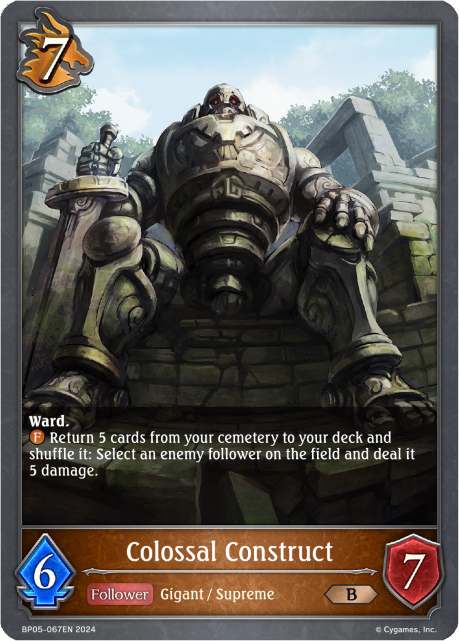 7
Ward.
F Return 5 cards from your cemetery to your deck and
shuffle it: Select an enemy follower on the field and deal it
5 damage.
Colossal Construct
6
Follower Gigant / Supreme B
7
BP05-067EN 2024 © Cygames, Inc.